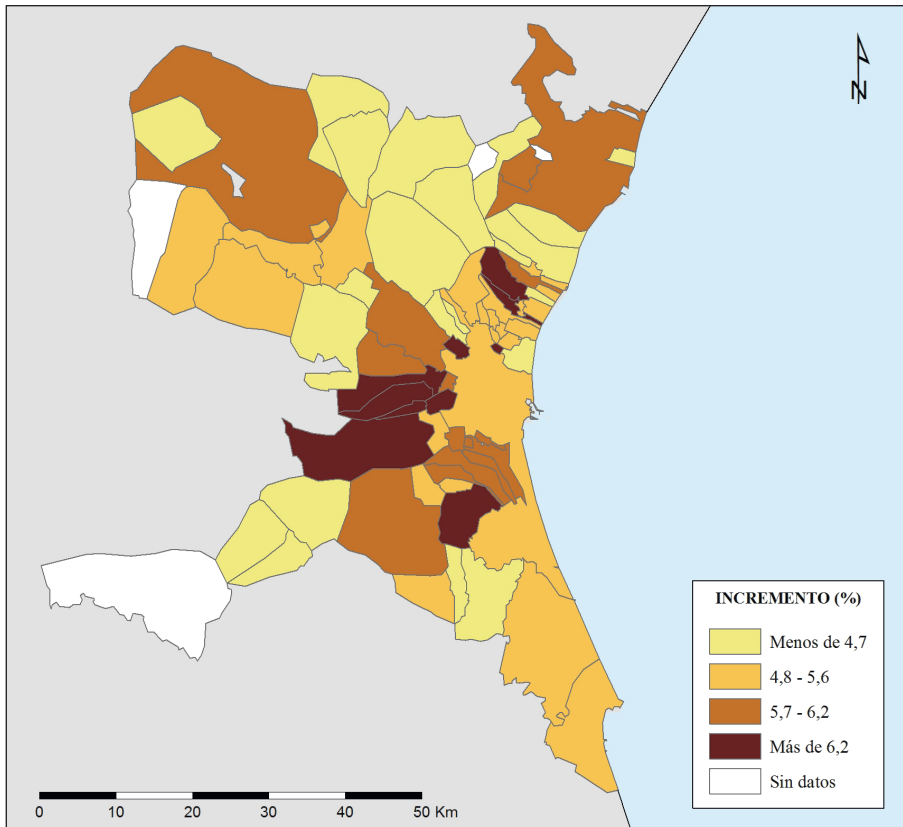 N
INCREMENTO (%)
Menos de 4,7
4,8 - 5,6
5,7 - 6,2
Más de 6,2
Sin datos
0 10 20 30 40 50 Km